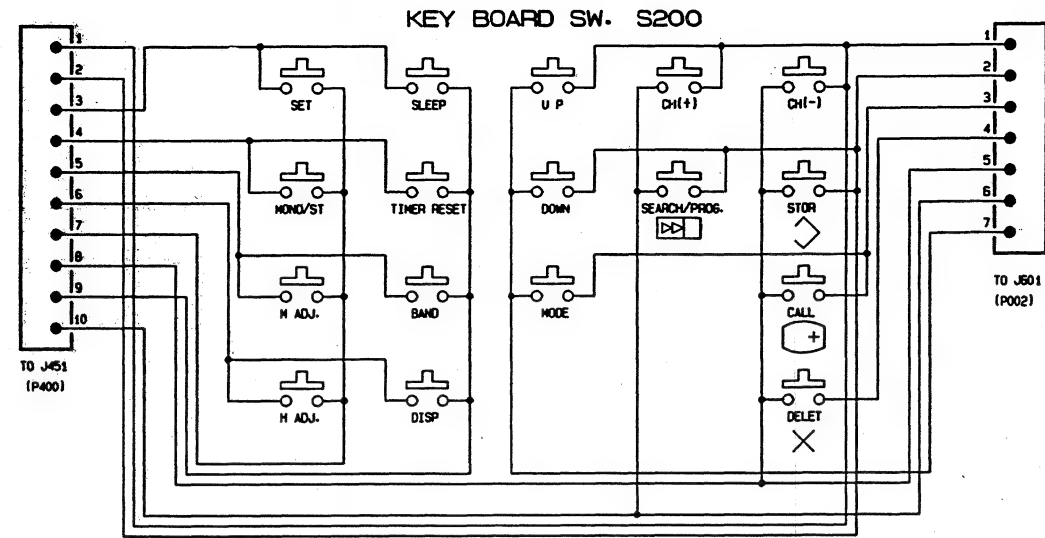 KEY BOARD SW. S200
1
2
3
4
5
6
7
8
9
10
TO J451
(P400)
SET
SLEEP
U P
CH(+)
CH(-)
MONO/ST
TIMER RESET
DOWN
SEARCH/PROG.
STOR
M ADJ.
BAND
MODE
CALL
H ADJ.
DISP
DELET
1
2
3
4
5
6
7
TO J601
(P002)